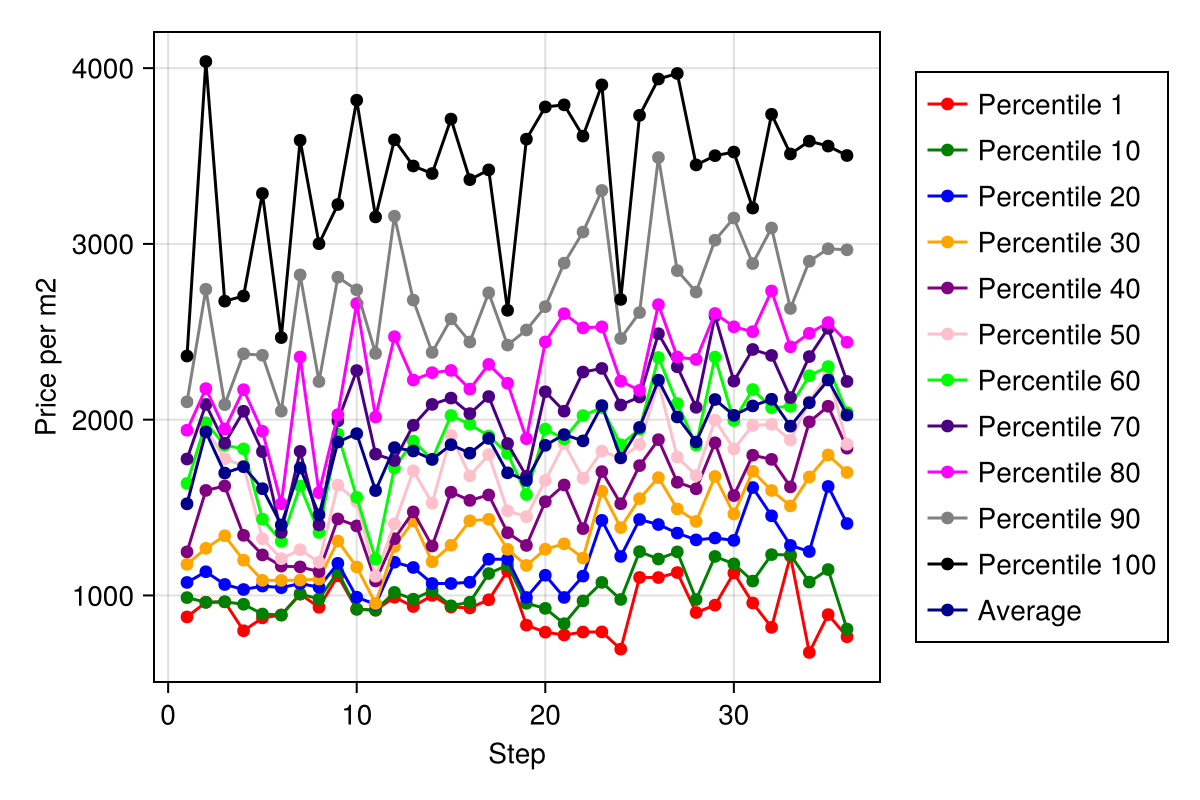 4000
3000
2000
1000
Price per m2
0 10 20 30
Step
Percentile 1
Percentile 10
Percentile 20
Percentile 30
Percentile 40
Percentile 50
Percentile 60
Percentile 70
Percentile 80
Percentile 90
Percentile 100
Average